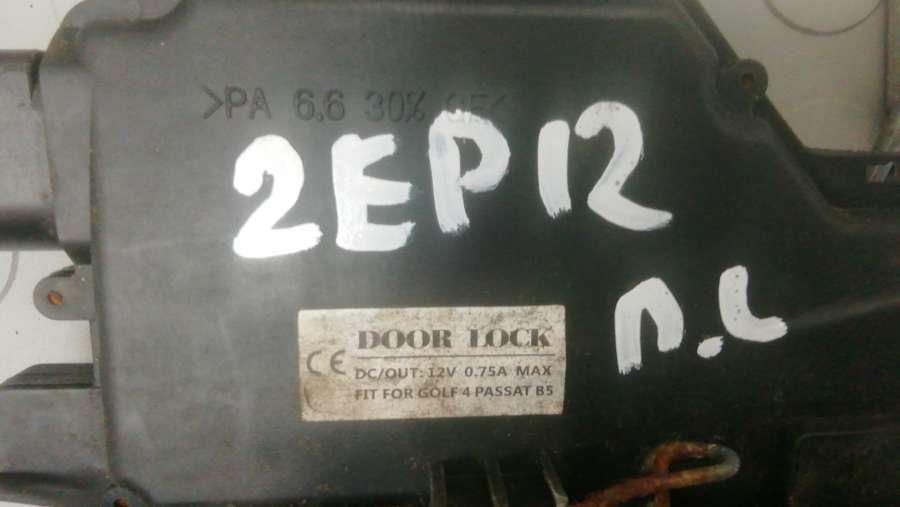 >PA 6.6 30% GF<
2EP12
П.L
DOOR LOCK
CE
DC/OUT: 12V 0.75A MAX
FIT FOR GOLF 4 PASSAT B5